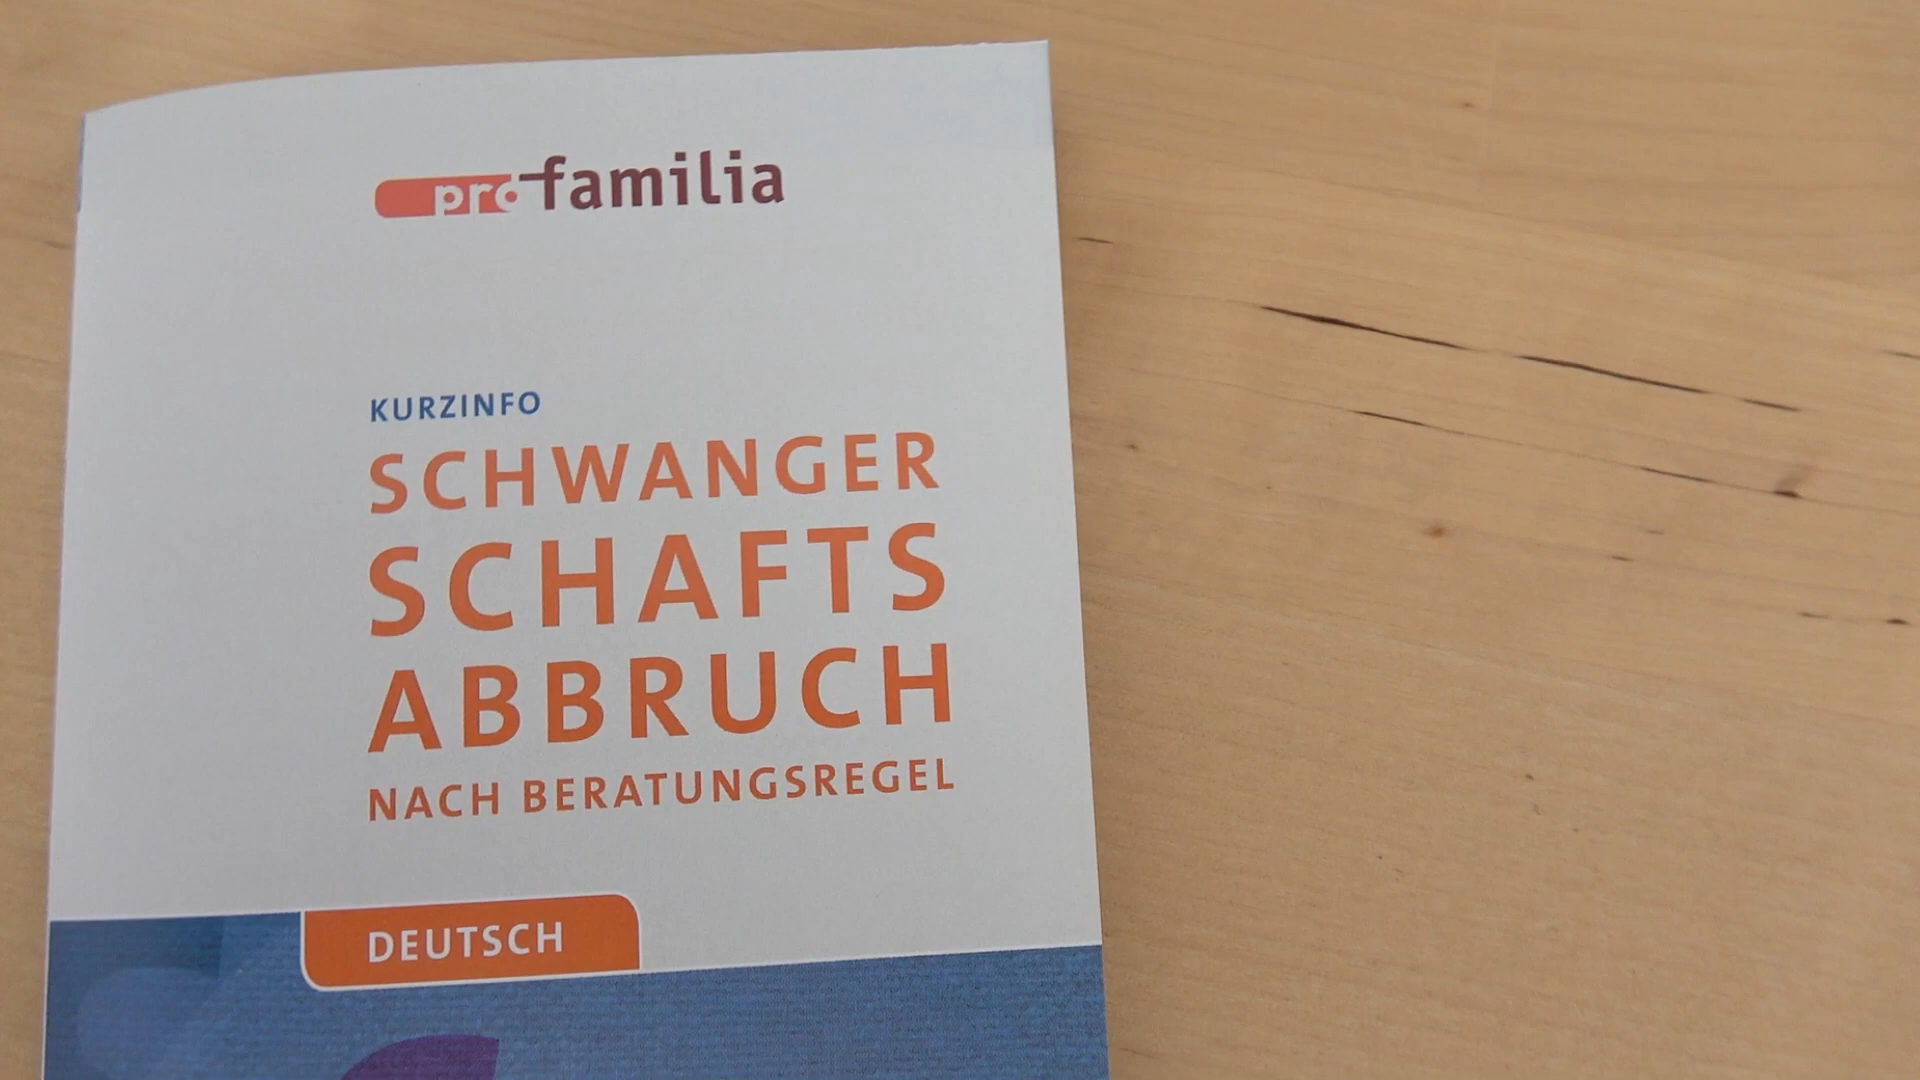 pro familia
KURZINFO
SCHWANGER
SCHAFTS
ABBRUCH
NACH BERATUNGSREGEL
DEUTSCH